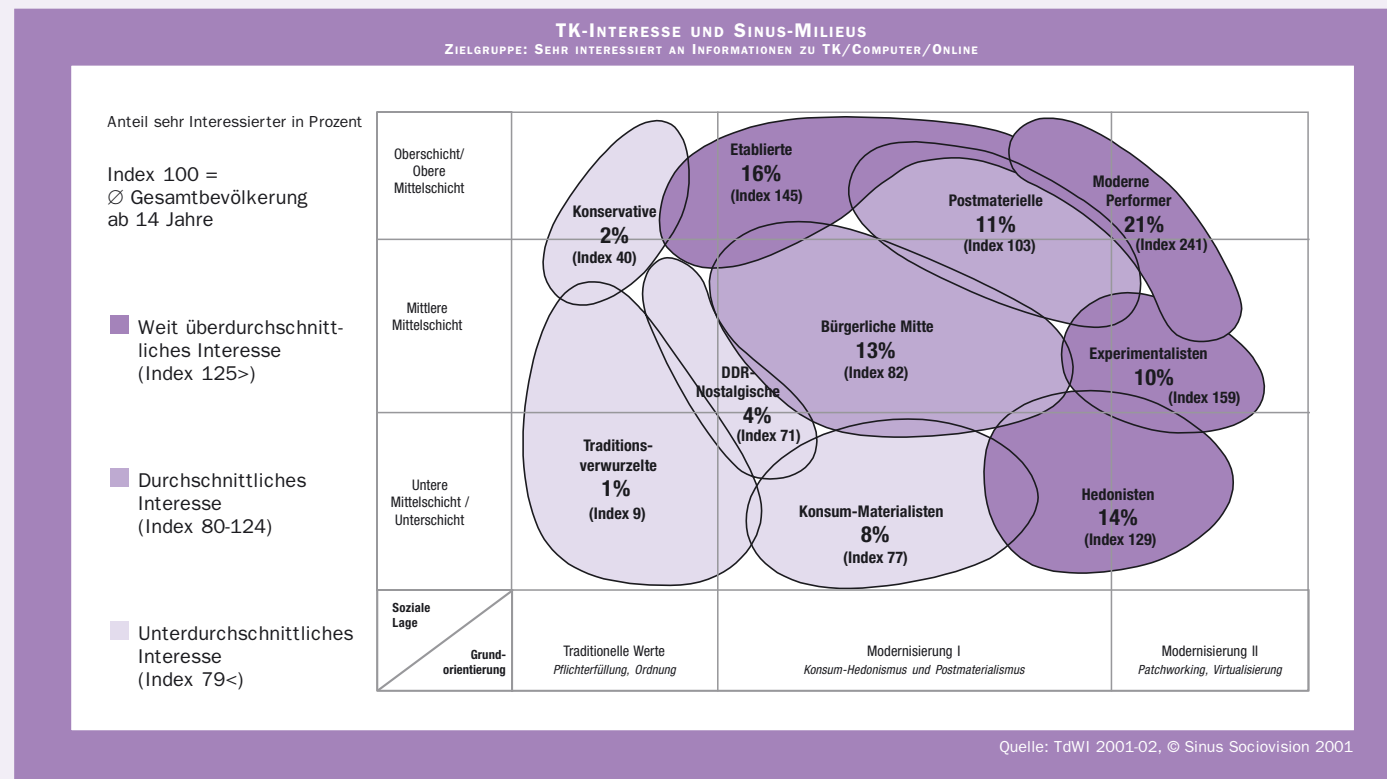 TK-Interesse und Sinus-Milieus
Zielgruppe: Sehr interessiert an Informationen zu TK/Computer/Online
Anteil sehr Interessierter in Prozent
Index 100 =
∅ Gesamtbevölkerung
ab 14 Jahre
Weit überdurchschnitt-
liches Interesse
(Index 125>)
Durchschnittliches
Interesse
(Index 80-124)
Unterdurchschnittliches
Interesse
(Index 79<)
Oberschicht/
Obere
Mittelschicht
Mittlere
Mittelschicht
Untere
Mittelschicht /
Unterschicht
Konservative
2%
(Index 40)
Etablierte
16%
(Index 145)
Postmaterielle
11%
(Index 103)
Moderne
Performer
21%
(Index 241)
Bürgerliche Mitte
13%
(Index 82)
Experimentalisten
10%
(Index 159)
DDR-
Nostalgische
4%
(Index 71)
Traditions-
verwurzelte
1%
(Index 9)
Konsum-Materialisten
8%
(Index 77)
Hedonisten
14%
(Index 129)
Soziale
Lage
Grund-
orientierung
Traditionelle Werte
Pflichterfüllung, Ordnung
Modernisierung I
Konsum-Hedonismus und Postmaterialismus
Modernisierung II
Patchworking, Virtualisierung
Quelle: TdWI 2001-02, © Sinus Sociovision 2001